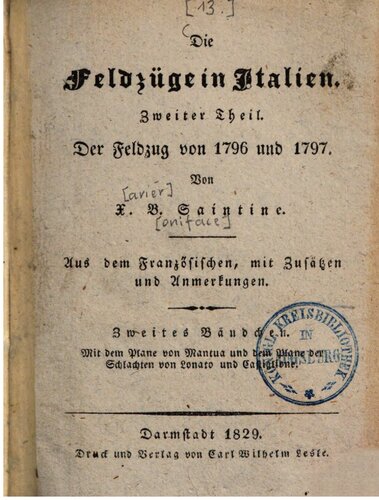 [13.]
Die
Feldzüge in Italien.
Zweiter Theil.
Der Feldzug von 1796 und 1797.
Von
[avier]
X. B. Saintine.
[oniface]
Aus dem Französischen, mit Zusätzen
und Anmerkungen.
Zweites Bändchen.
Mit dem Plane von Mantua und dem Plane der
Schlachten von Lonato und Castiglione.
KREISBIBLIOTHEK
IN
Darmstadt 1829.
Druck und Verlag von Carl Wilhelm Leske.